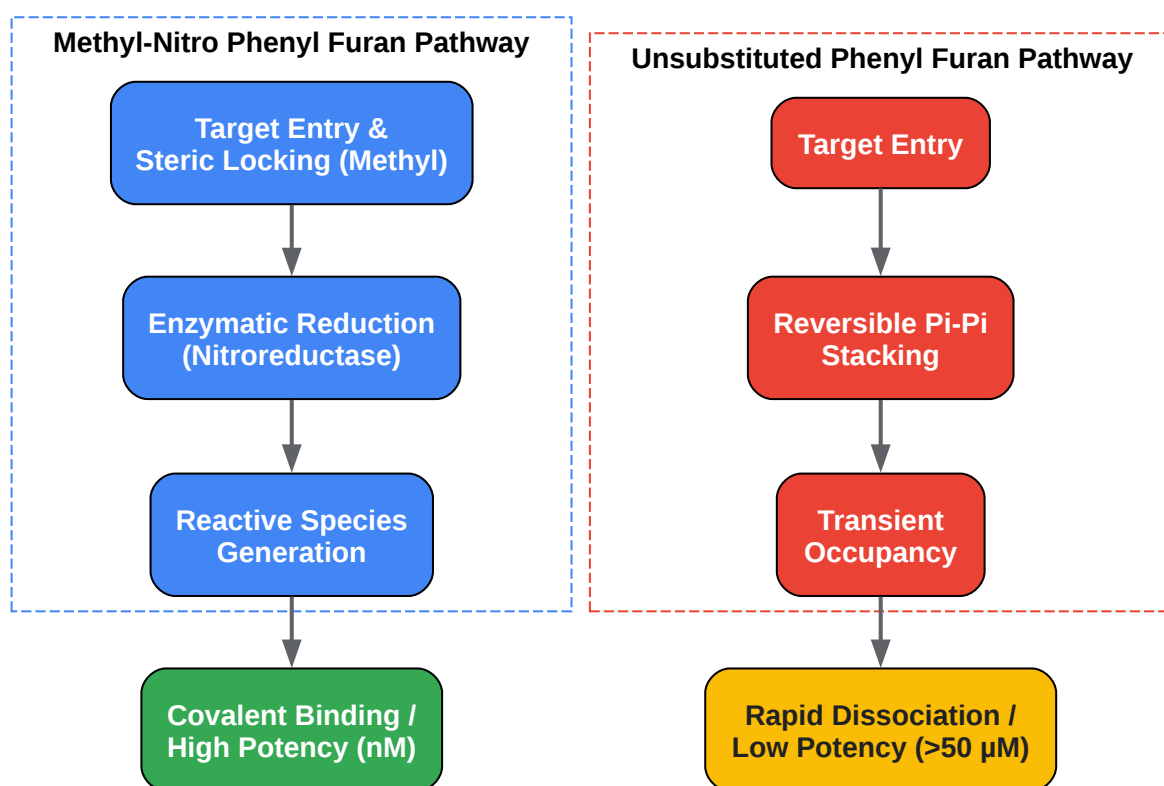 Methyl-Nitro Phenyl Furan Pathway
Target Entry &
Steric Locking (Methyl)
Enzymatic Reduction
(Nitroreductase)
Reactive Species
Generation
Covalent Binding /
High Potency (nM)
Unsubstituted Phenyl Furan Pathway
Target Entry
Reversible Pi-Pi
Stacking
Transient
Occupancy
Rapid Dissociation /
Low Potency (>50 µM)